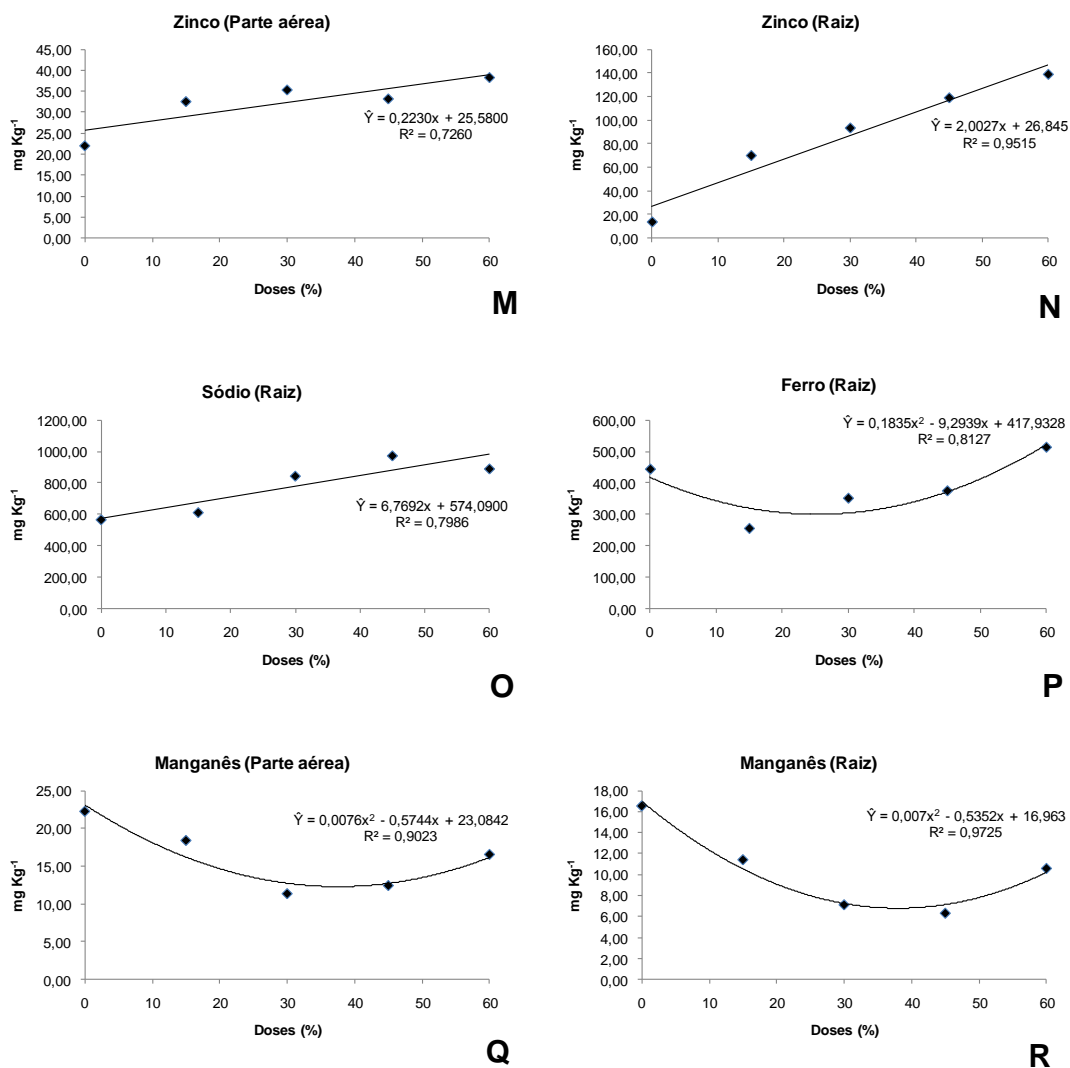 Zinco (Parte aérea)
45,00
40,00
35,00
30,00
25,00
20,00
15,00
10,00
5,00
0,00
mg Kg⁻¹
Ŷ = 0,2230x + 25,5800
R² = 0,7260
0 10 20 30 40 50 60
Doses (%)
M
Zinco (Raiz)
160,00
140,00
120,00
100,00
80,00
60,00
40,00
20,00
0,00
mg Kg⁻¹
Ŷ = 2,0027x + 26,845
R² = 0,9515
0 10 20 30 40 50 60
Doses (%)
N
Sódio (Raiz)
1200,00
1000,00
800,00
600,00
400,00
200,00
0,00
mg Kg⁻¹
Ŷ = 6,7692x + 574,0900
R² = 0,7986
0 10 20 30 40 50 60
Doses (%)
O
Ferro (Raiz)
600,00
500,00
400,00
300,00
200,00
100,00
0,00
mg Kg⁻¹
Ŷ = 0,1835x² - 9,2939x + 417,9328
R² = 0,8127
0 10 20 30 40 50 60
Doses (%)
P
Manganês (Parte aérea)
25,00
20,00
15,00
10,00
5,00
0,00
mg Kg⁻¹
Ŷ = 0,0076x² - 0,5744x + 23,0842
R² = 0,9023
0 10 20 30 40 50 60
Doses (%)
Q
Manganês (Raiz)
18,00
16,00
14,00
12,00
10,00
8,00
6,00
4,00
2,00
0,00
mg Kg⁻¹
Ŷ = 0,007x² - 0,5352x + 16,963
R² = 0,9725
0 10 20 30 40 50 60
Doses (%)
R